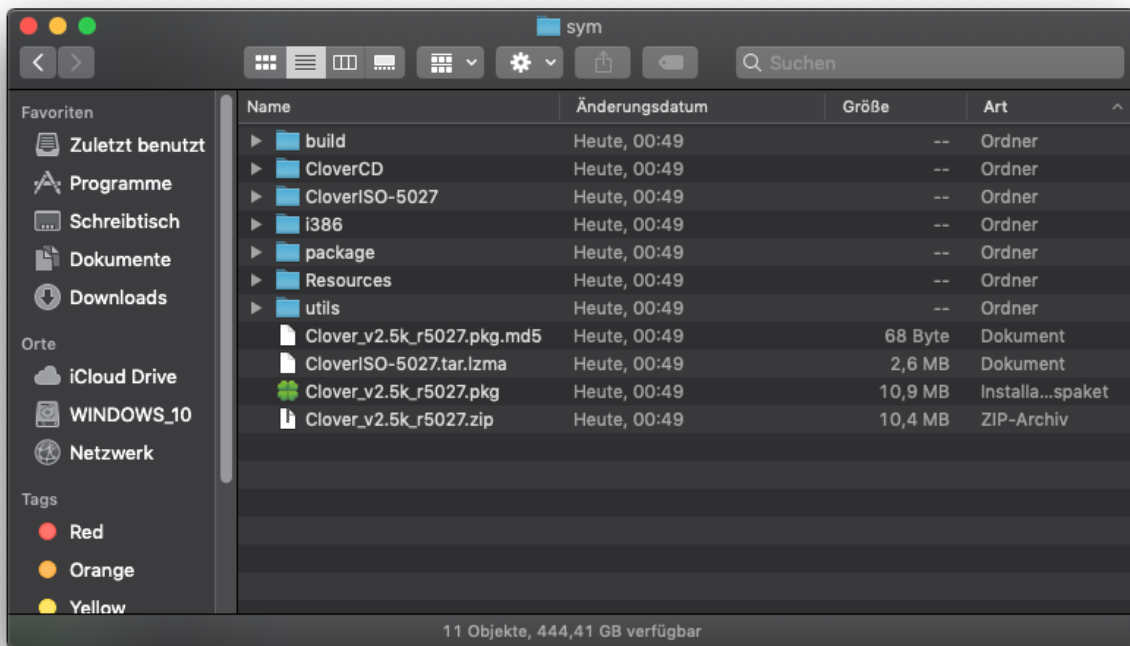 sym
Suchen
Favoriten
Zuletzt benutzt
Programme
Schreibtisch
Dokumente
Downloads
Orte
iCloud Drive
WINDOWS_10
Netzwerk
Tags
Red
Orange
Yellow
Name Änderungsdatum Größe Art
build Heute, 00:49 -- Ordner
CloverCD Heute, 00:49 -- Ordner
CloverISO-5027 Heute, 00:49 -- Ordner
i386 Heute, 00:49 -- Ordner
package Heute, 00:49 -- Ordner
Resources Heute, 00:49 -- Ordner
utils Heute, 00:49 -- Ordner
Clover_v2.5k_r5027.pkg.md5 Heute, 00:49 68 Byte Dokument
CloverISO-5027.tar.lzma Heute, 00:49 2,6 MB Dokument
Clover_v2.5k_r5027.pkg Heute, 00:49 10,9 MB Installa...spaket
Clover_v2.5k_r5027.zip Heute, 00:49 10,4 MB ZIP-Archiv
11 Objekte, 444,41 GB verfügbar